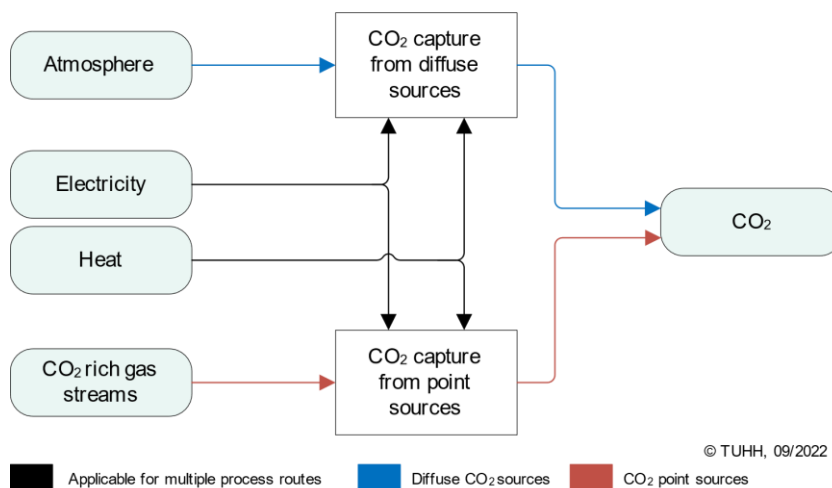 Atmosphere
CO₂ capture
from diffuse
sources
Electricity
Heat
CO₂
CO₂ rich gas
streams
CO₂ capture
from point
sources
© TUHH, 09/2022
Applicable for multiple process routes
Diffuse CO₂ sources
CO₂ point sources